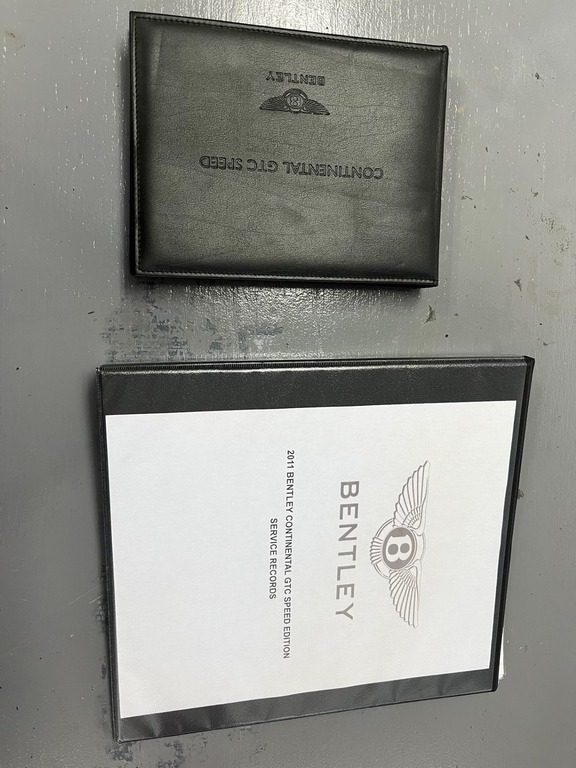 BENTLEY
B
CONTINENTAL GTC SPEED
B
BENTLEY
2011 BENTLEY CONTINENTAL GTC SPEED EDITION
SERVICE RECORDS